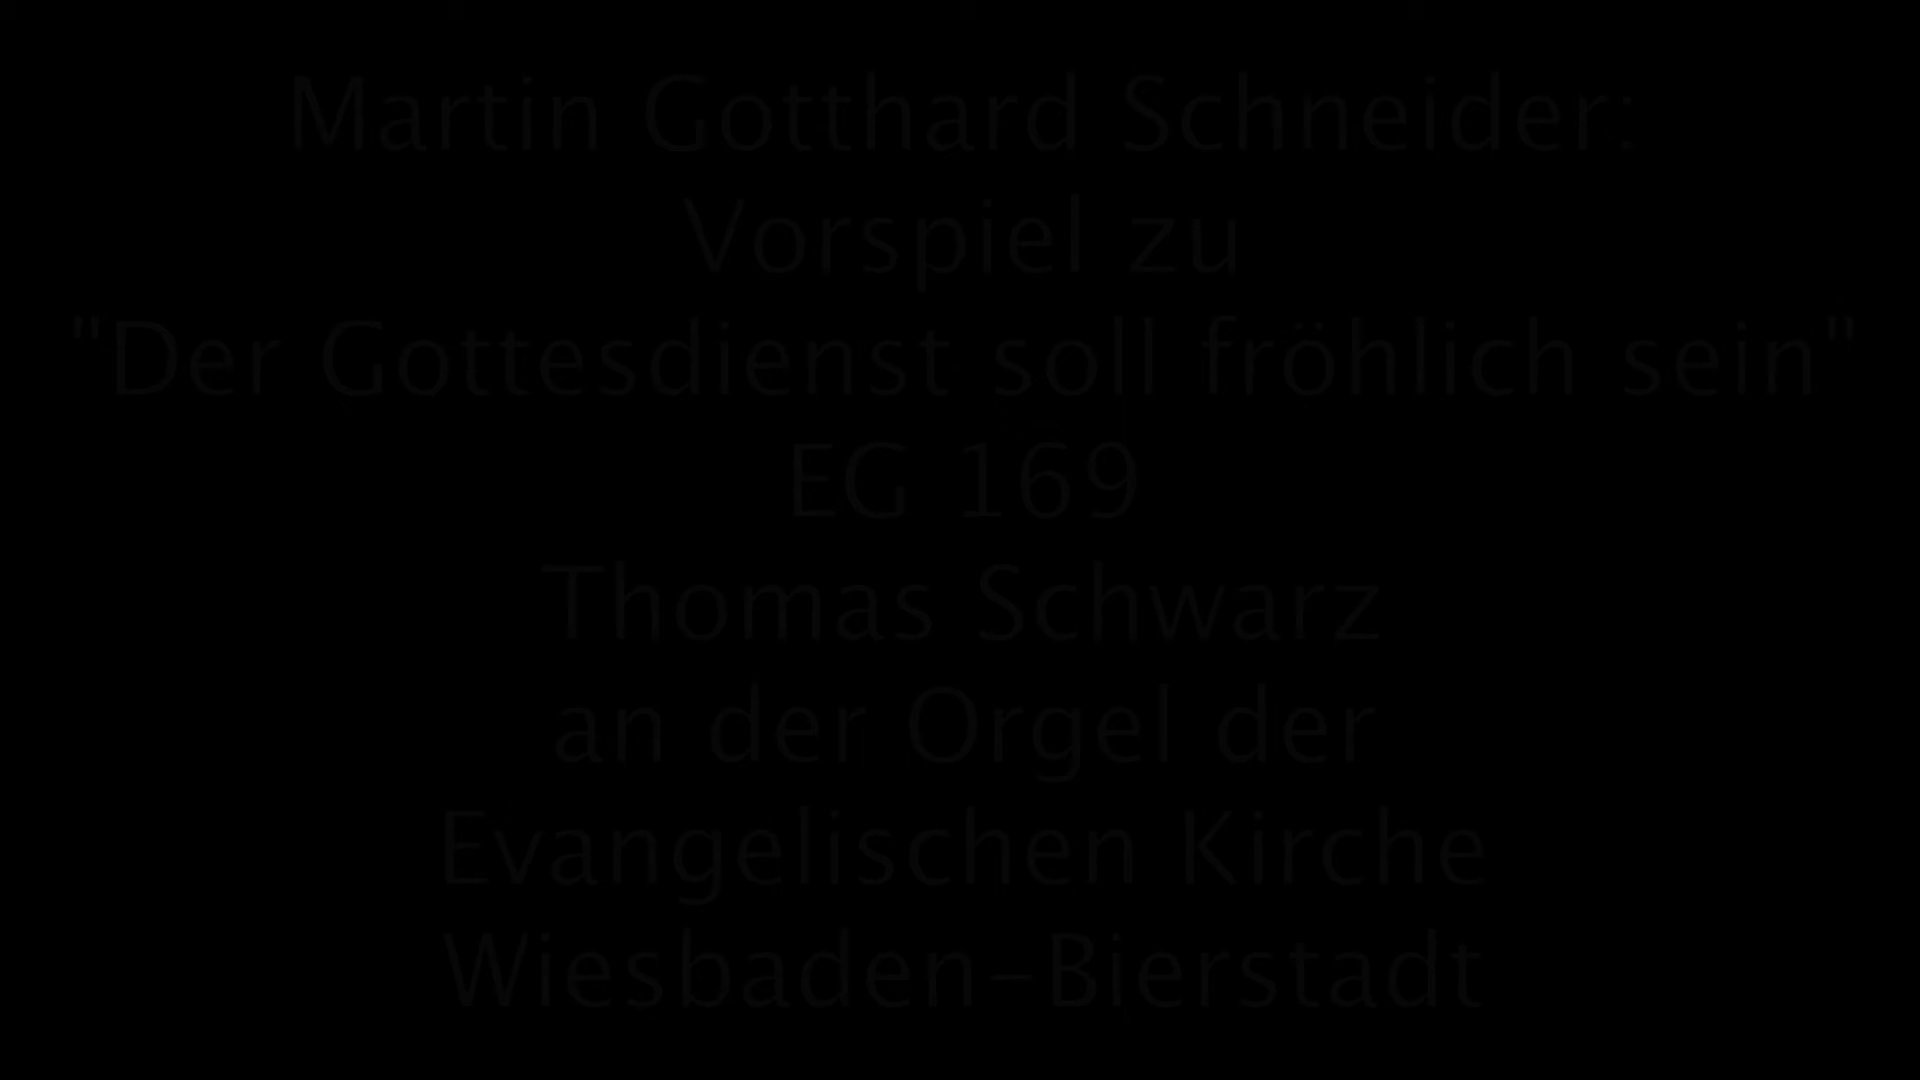 Martin Gotthard Schneider:
Vorspiel zu
"Der Gottesdienst soll fröhlich sein"
EG 169
Thomas Schwarz
an der Orgel der
Evangelischen Kirche
Wiesbaden-Bierstadt